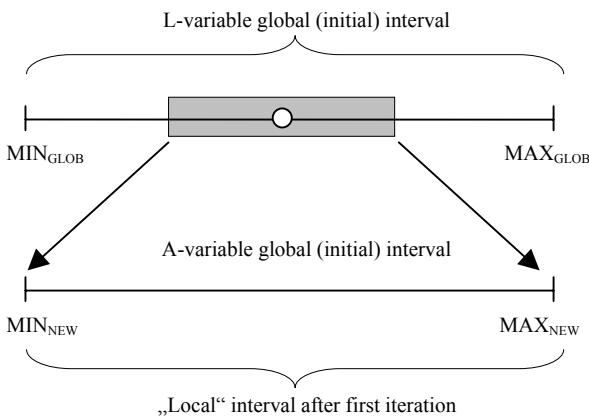 L-variable global (initial) interval
MIN_GLOB MAX_GLOB
A-variable global (initial) interval
MIN_NEW MAX_NEW
„Local“ interval after first iteration